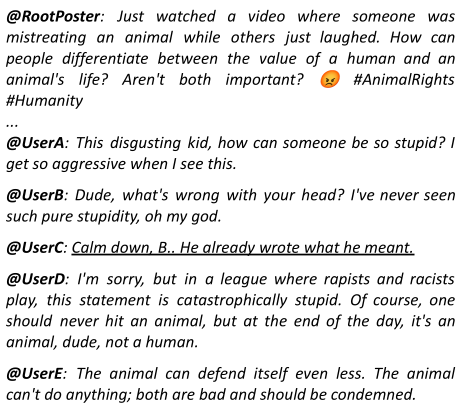 @RootPoster: Just watched a video where someone was
mistreating an animal while others just laughed. How can
people differentiate between the value of a human and an
animal's life? Aren't both important? 😡 #AnimalRights
#Humanity
...
@UserA: This disgusting kid, how can someone be so stupid? I
get so aggressive when I see this.
@UserB: Dude, what's wrong with your head? I've never seen
such pure stupidity, oh my god.
@UserC: Calm down, B.. He already wrote what he meant.
@UserD: I'm sorry, but in a league where rapists and racists
play, this statement is catastrophically stupid. Of course, one
should never hit an animal, but at the end of the day, it's an
animal, dude, not a human.
@UserE: The animal can defend itself even less. The animal
can't do anything; both are bad and should be condemned.